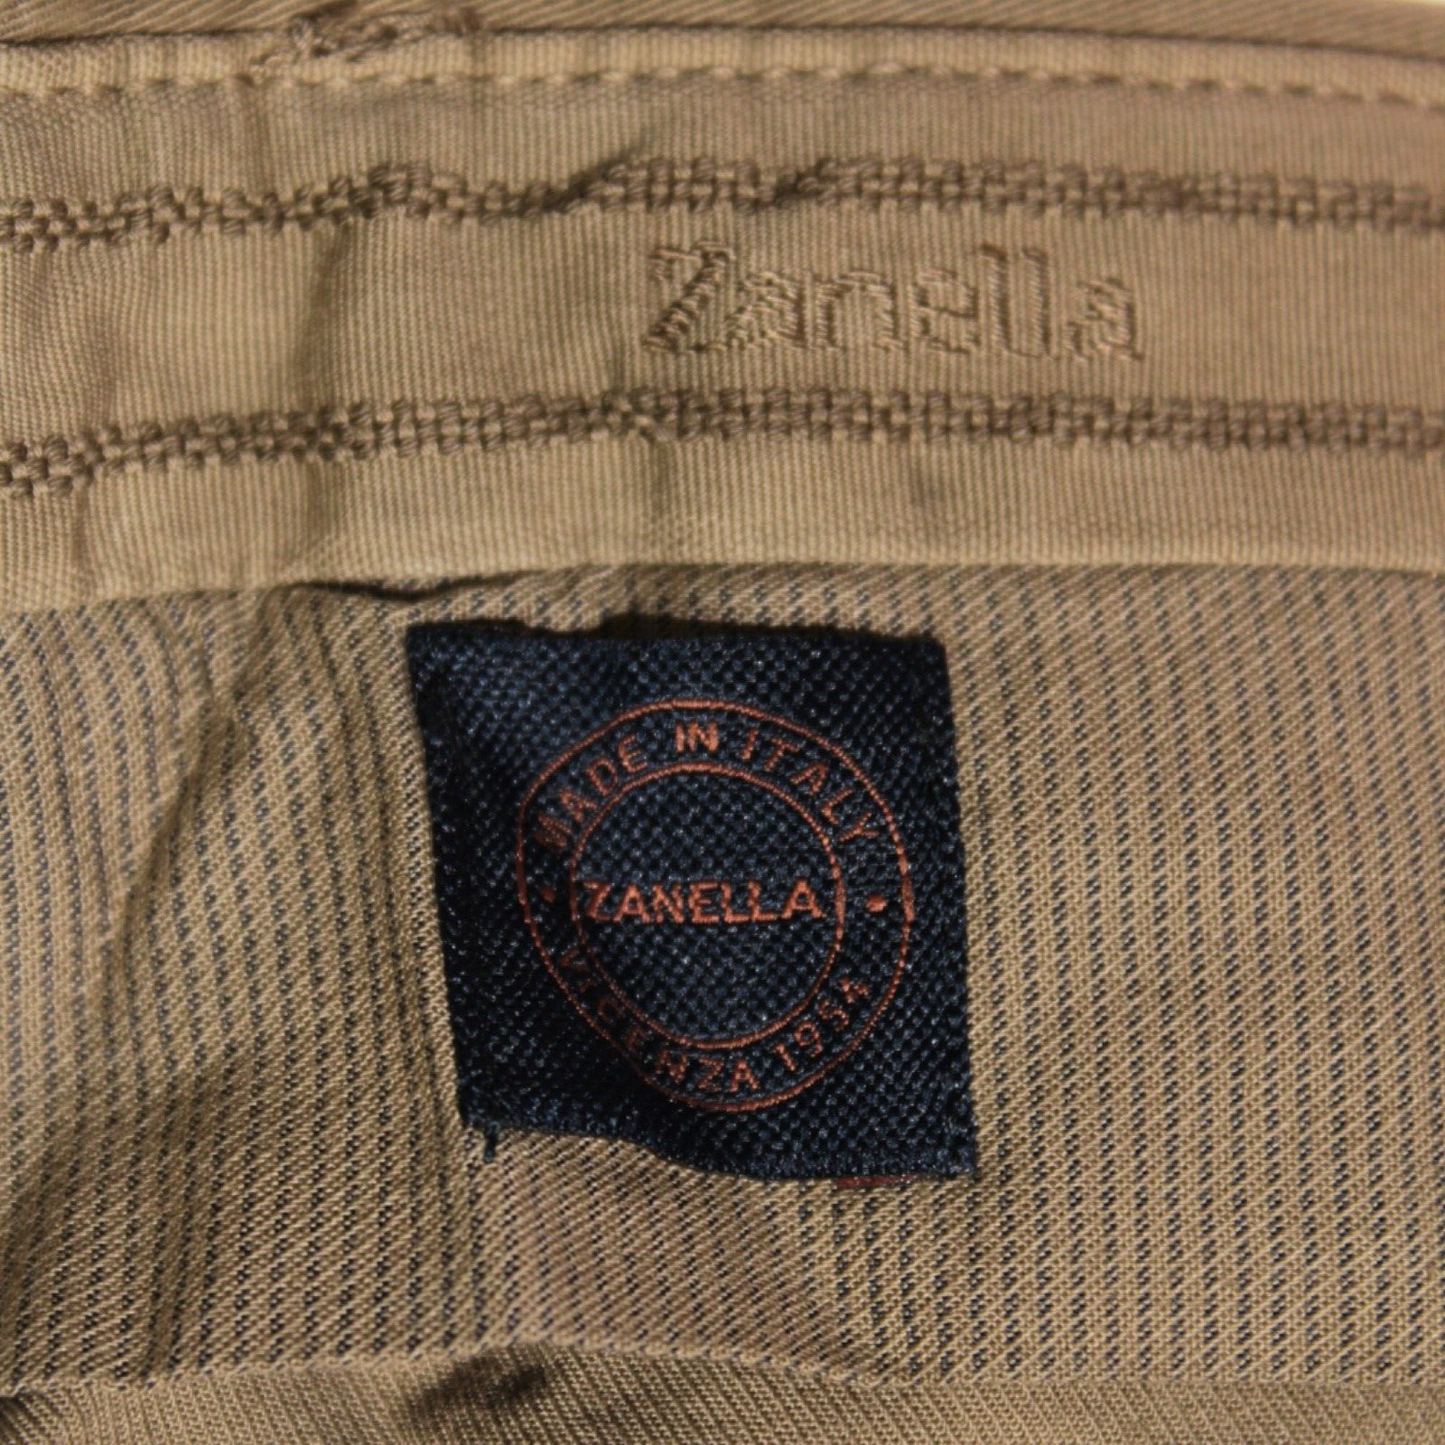 Zanella
MADE IN ITALY
ZANELLA
VICENZA 1954